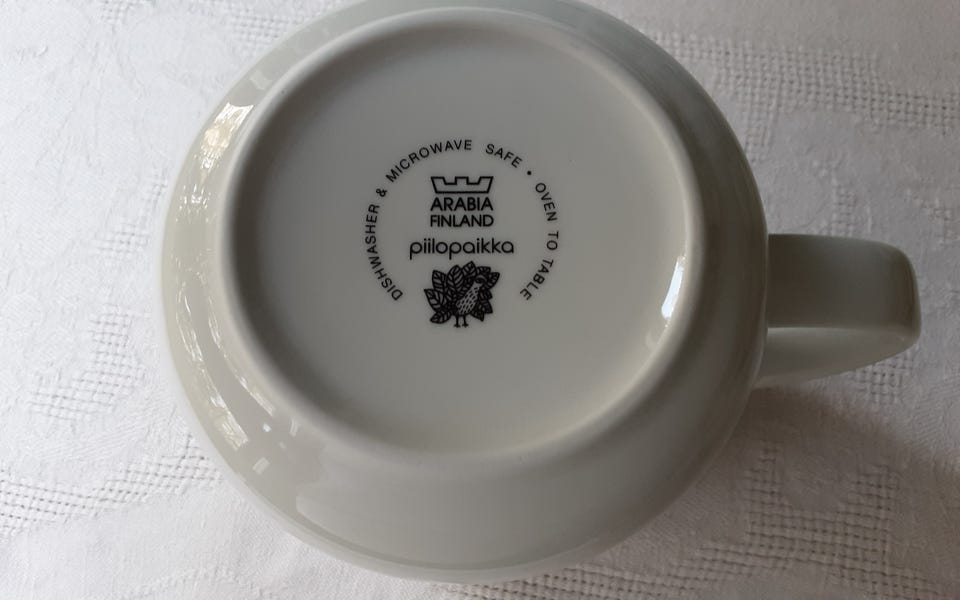 DISHWASHER & MICROWAVE SAFE • OVEN TO TABLE
ARABIA
FINLAND
piilopaikka